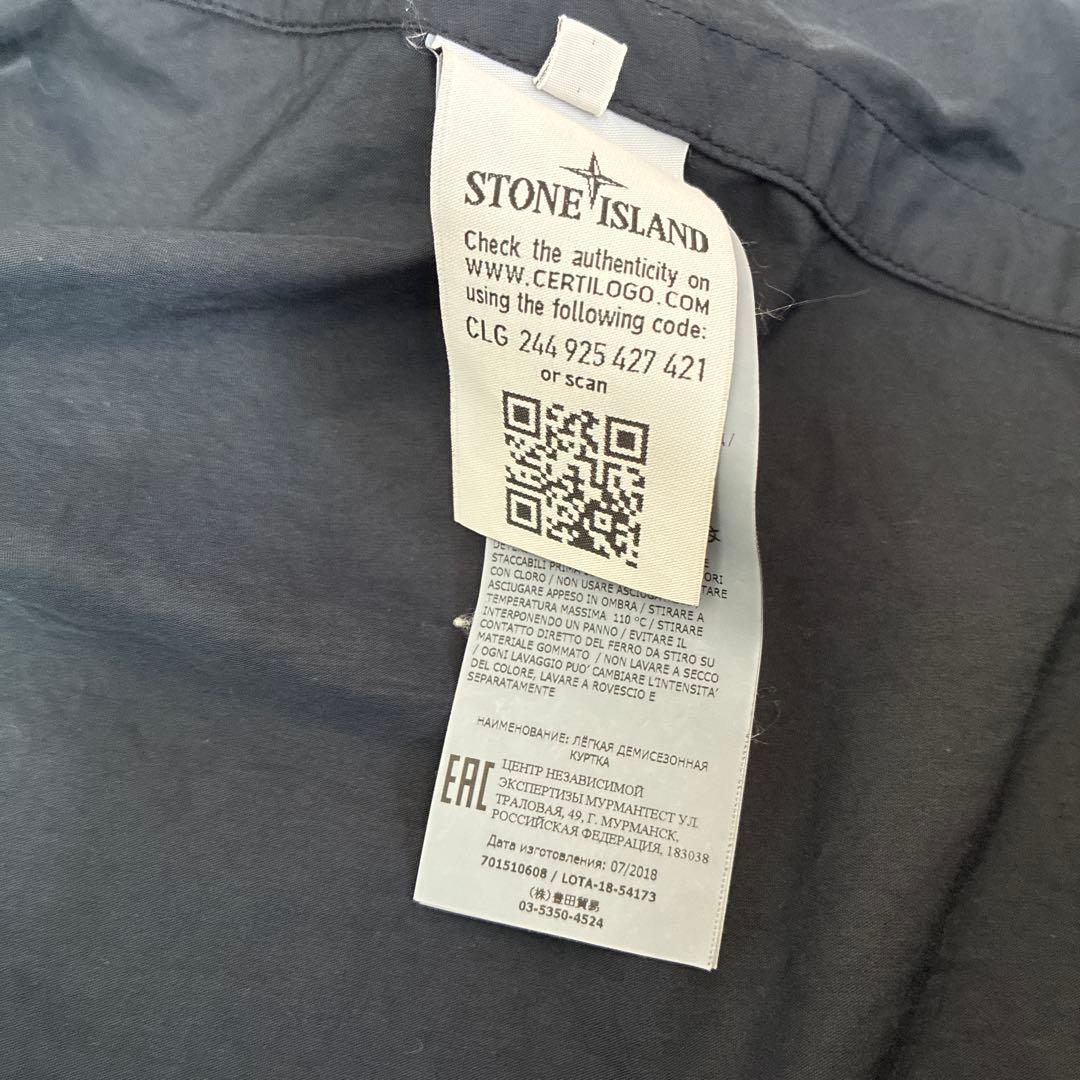 STONE ISLAND
Check the authenticity on
WWW.CERTILOGO.COM
using the following code:
CLG 244 925 427 421
or scan
STACCABILI PRIMA
ORI
CON CLORO / NON USARE ASCIUGA
TARE
ASCIUGARE APPESO IN OMBRA / STIRARE A
TEMPERATURA MASSIMA 110 °C / STIRARE
INTERPONENDO UN PANNO / EVITARE IL
CONTATTO DIRETTO DEL FERRO DA STIRO SU
MATERIALE GOMMATO / NON LAVARE A SECCO
/ OGNI LAVAGGIO PUO' CAMBIARE L'INTENSITA'
DEL COLORE, LAVARE A ROVESCIO E
SEPARATAMENTE
НАИМЕНОВАНИЕ: ЛЁГКАЯ ДЕМИСЕЗОННАЯ
КУРТКА
EAC
ЦЕНТР НЕЗАВИСИМОЙ
ЭКСПЕРТИЗЫ МУРМАНТЕСТ УЛ.
ТРАЛОВАЯ, 49, Г. МУРМАНСК,
РОССИЙСКАЯ ФЕДЕРАЦИЯ, 183038
Дата изготовления: 07/2018
701510608 / LOTA-18-54173
(株)豊田貿易
03-5350-4524